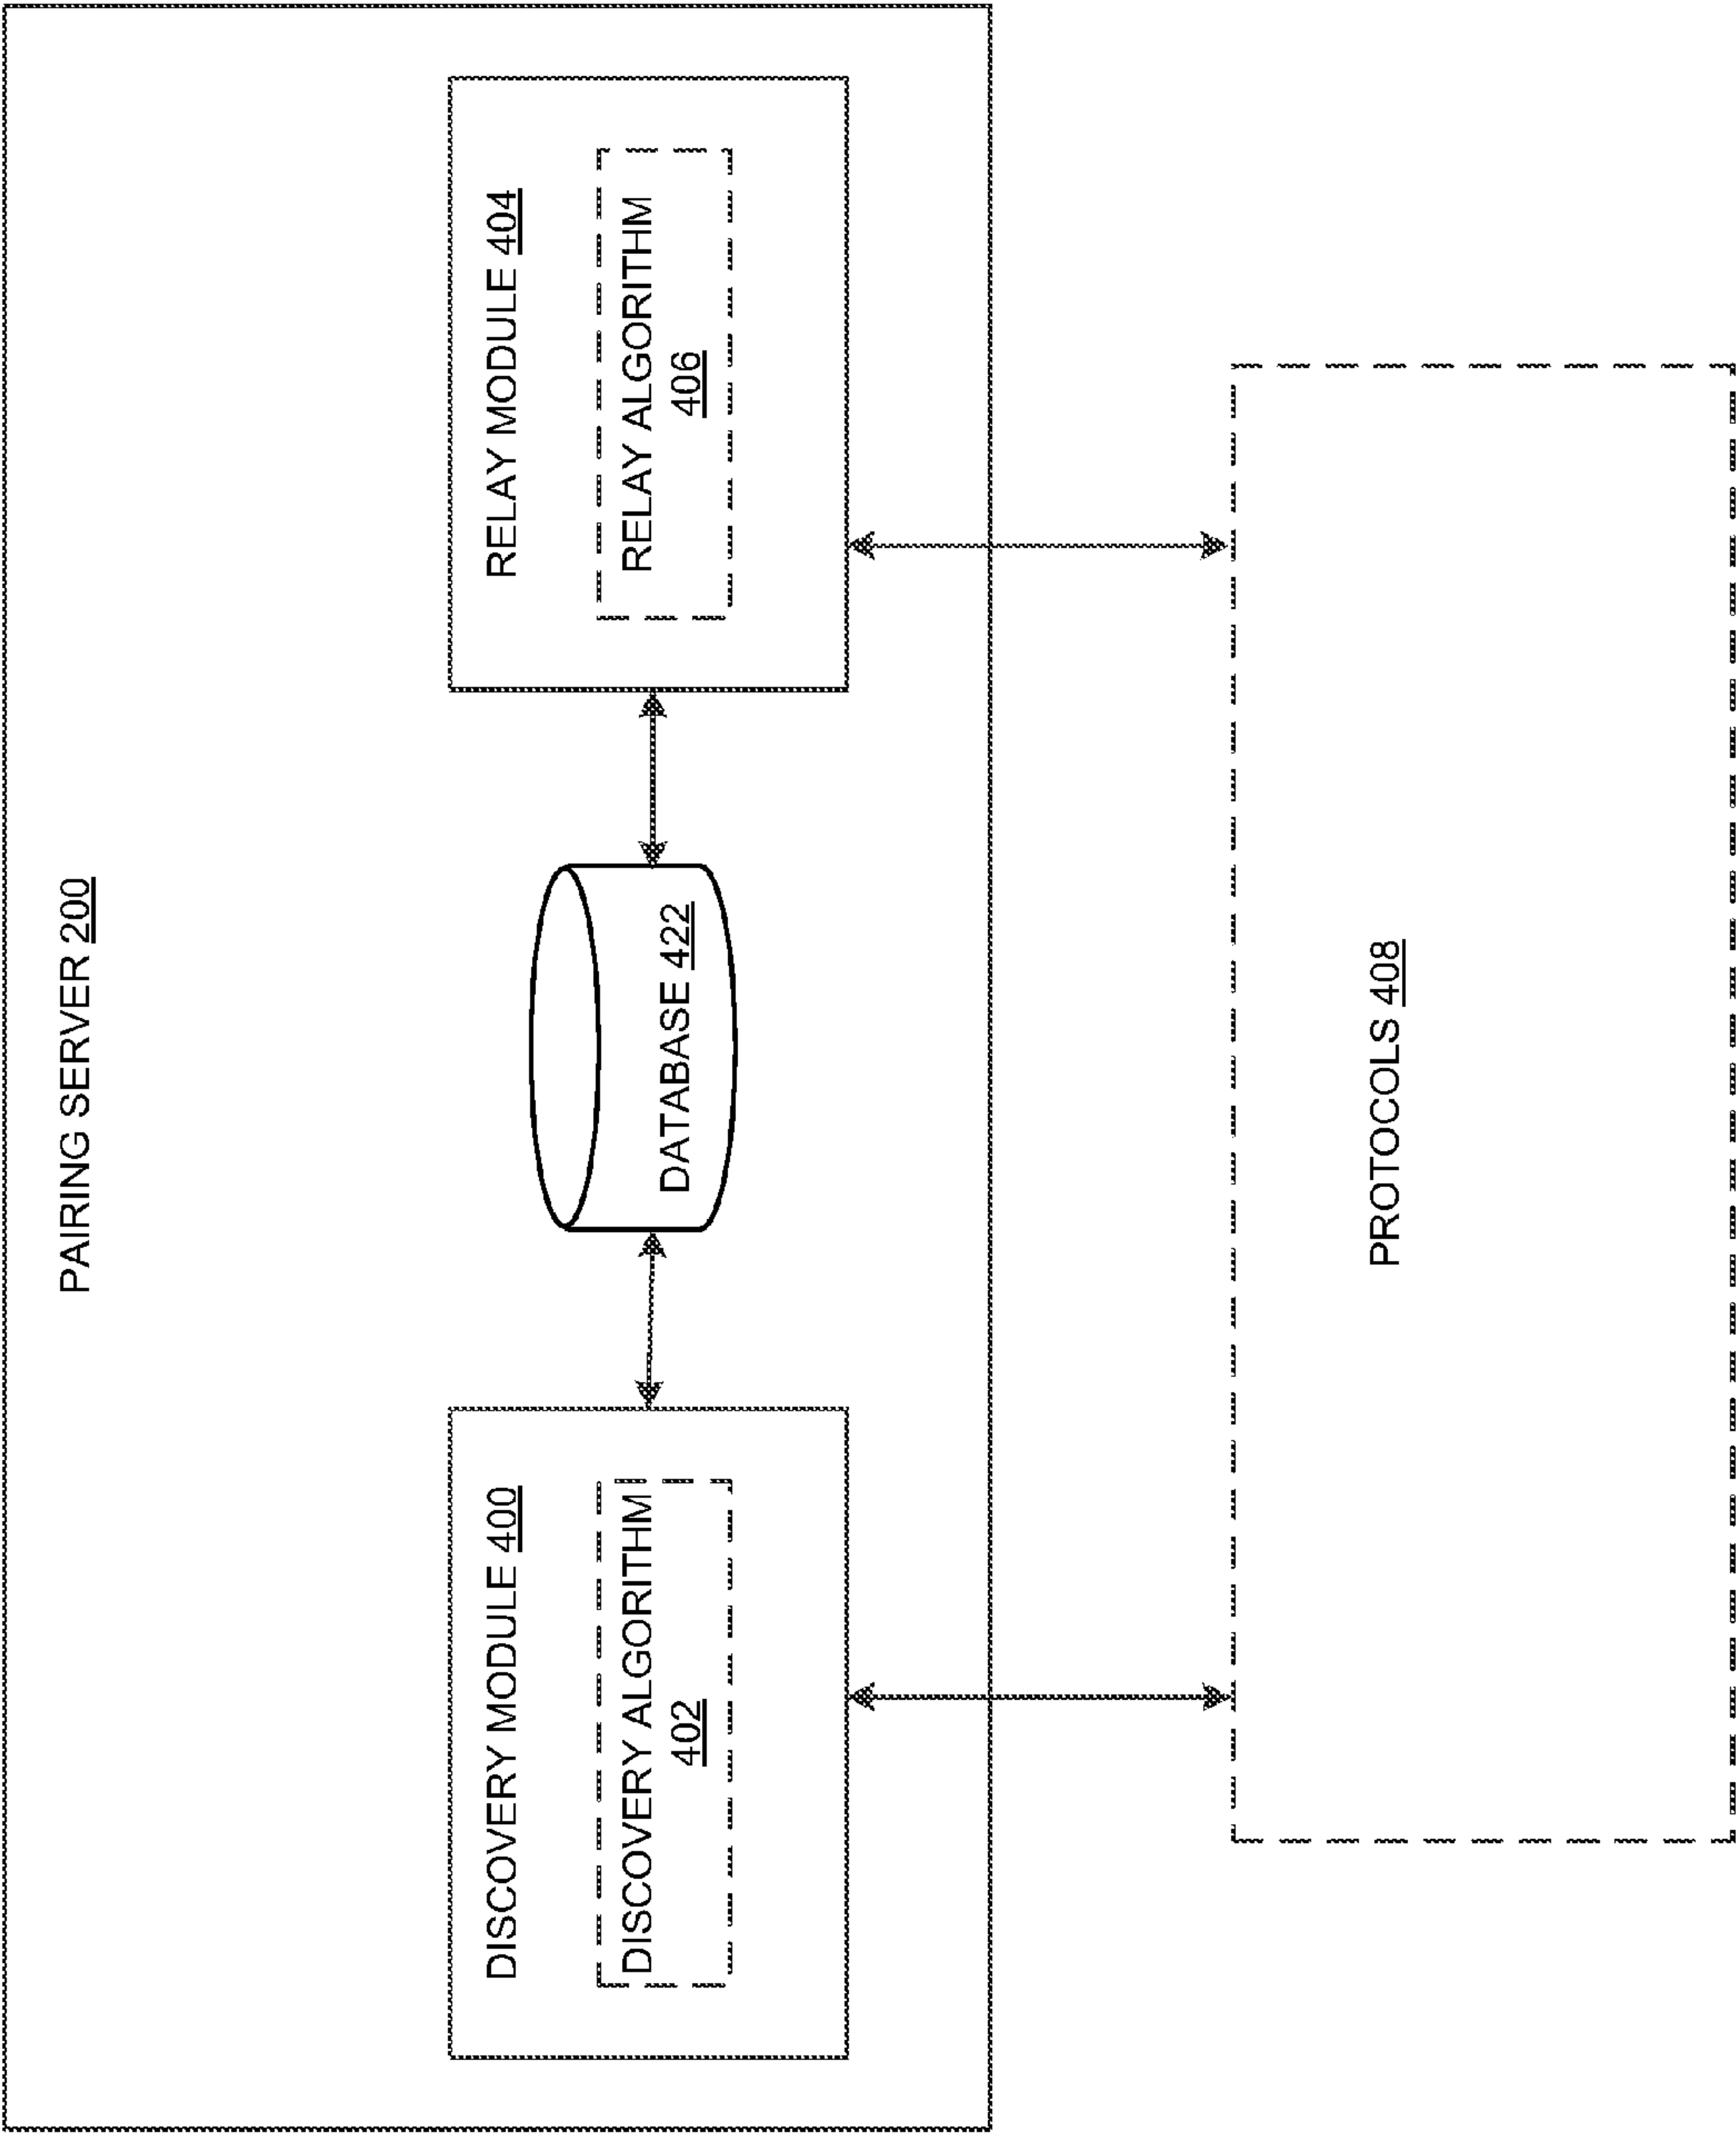 PAIRING SERVER 200
DISCOVERY MODULE 400
DISCOVERY ALGORITHM
402
DATABASE 422
RELAY MODULE 404
RELAY ALGORITHM
406
PROTOCOLS 408